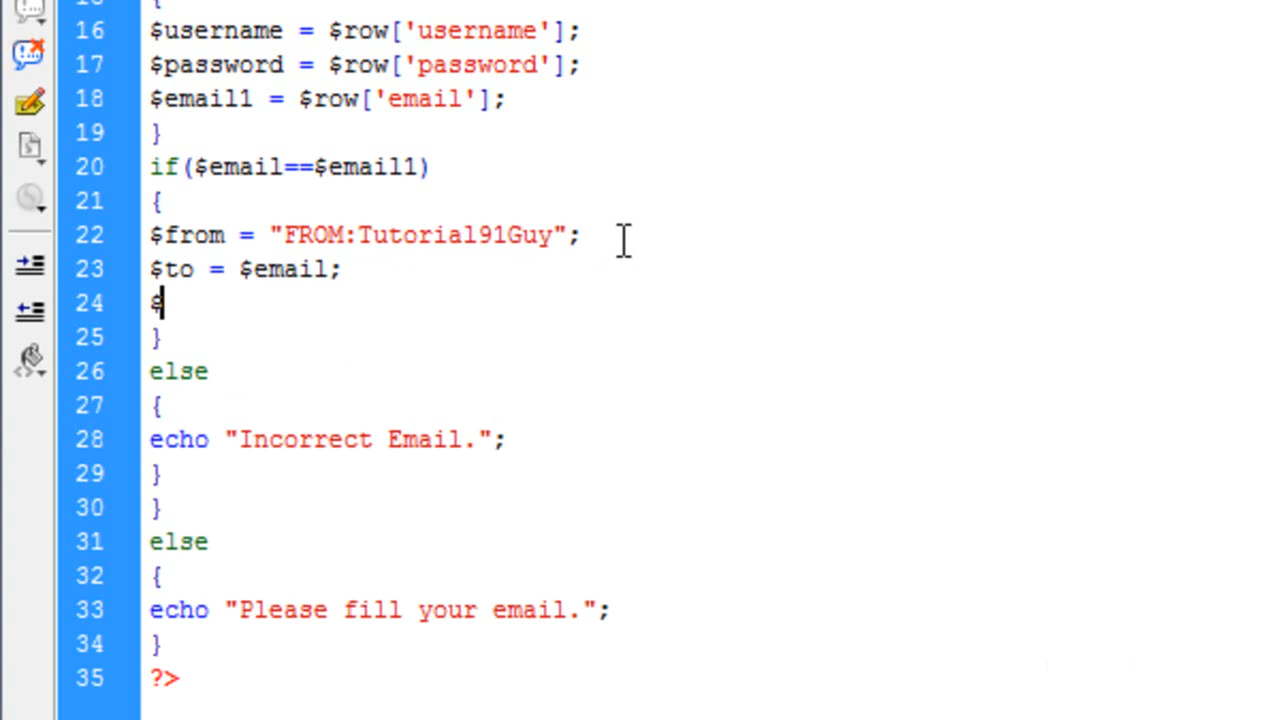 16 $username = $row['username'];
17 $password = $row['password'];
18 $email1 = $row['email'];
19 }
20 if($email==$email1)
21 {
22 $from = "FROM:Tutorial91Guy";
23 $to = $email;
24 $
25 }
26 else
27 {
28 echo "Incorrect Email.";
29 }
30 }
31 else
32 {
33 echo "Please fill your email.";
34 }
35 ?>